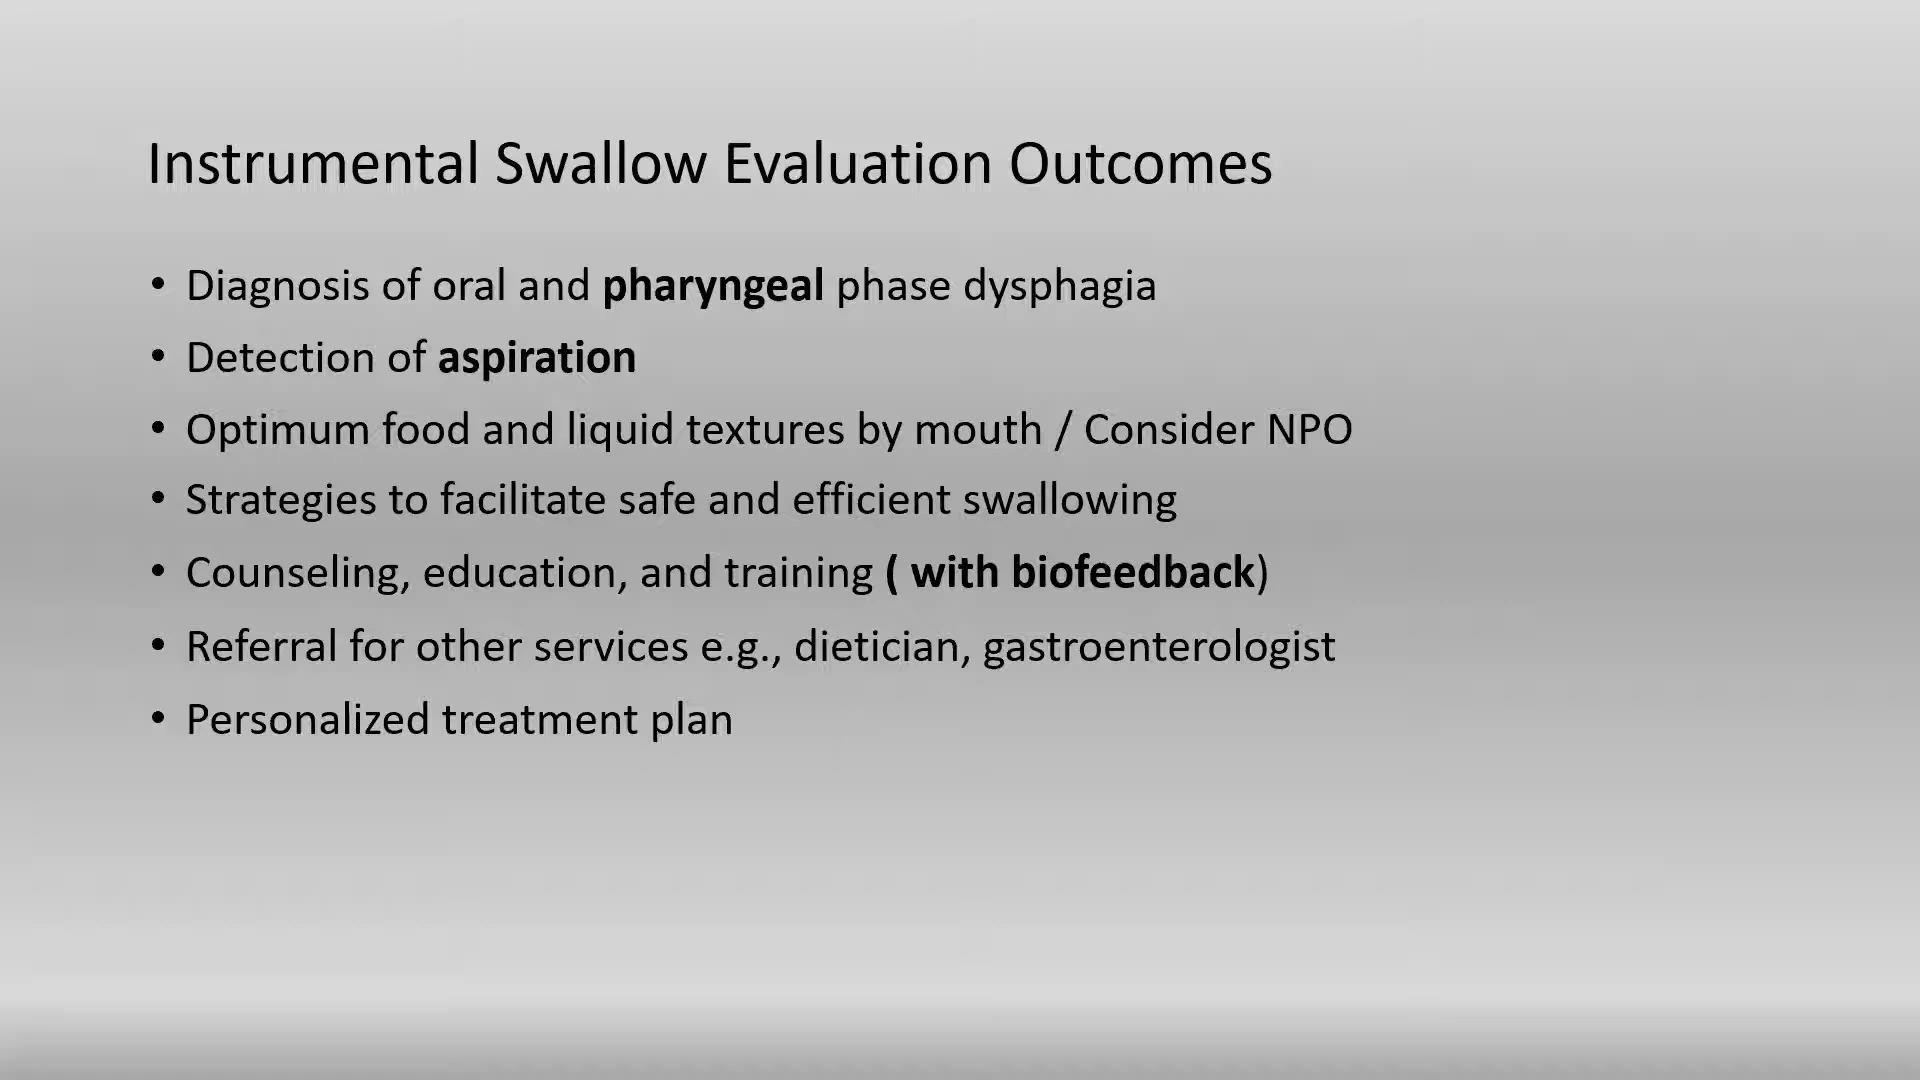 Instrumental Swallow Evaluation Outcomes
• Diagnosis of oral and pharyngeal phase dysphagia
• Detection of aspiration
• Optimum food and liquid textures by mouth / Consider NPO
• Strategies to facilitate safe and efficient swallowing
• Counseling, education, and training ( with biofeedback)
• Referral for other services e.g., dietician, gastroenterologist
• Personalized treatment plan